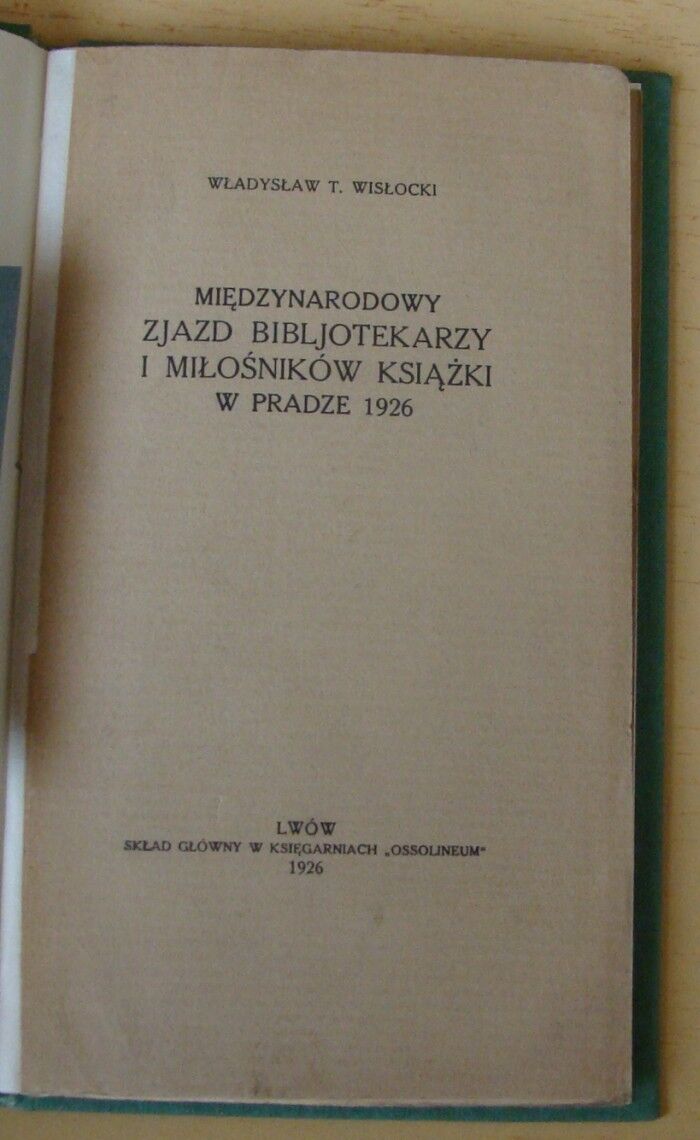 WŁADYSŁAW T. WISŁOCKI
MIĘDZYNARODOWY
ZJAZD BIBLJOTEKARZY
I MIŁOŚNIKÓW KSIĄŻKI
W PRADZE 1926
LWÓW
SKŁAD GŁÓWNY W KSIĘGARNIACH „OSSOLINEUM“
1926